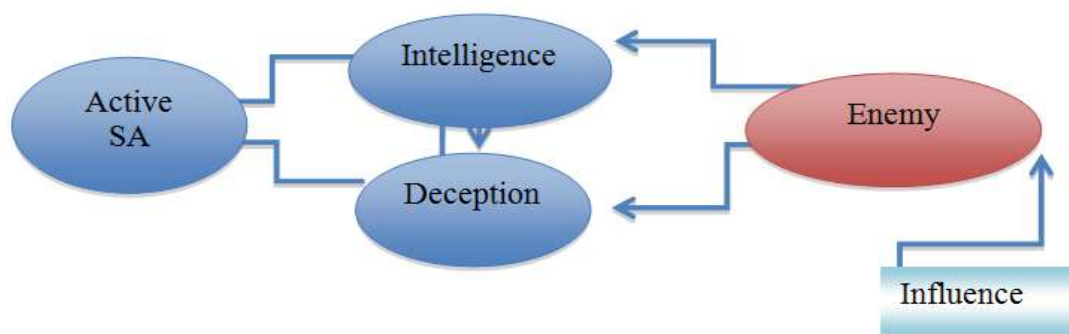 Intelligence
Active
SA
Enemy
Deception
Influence